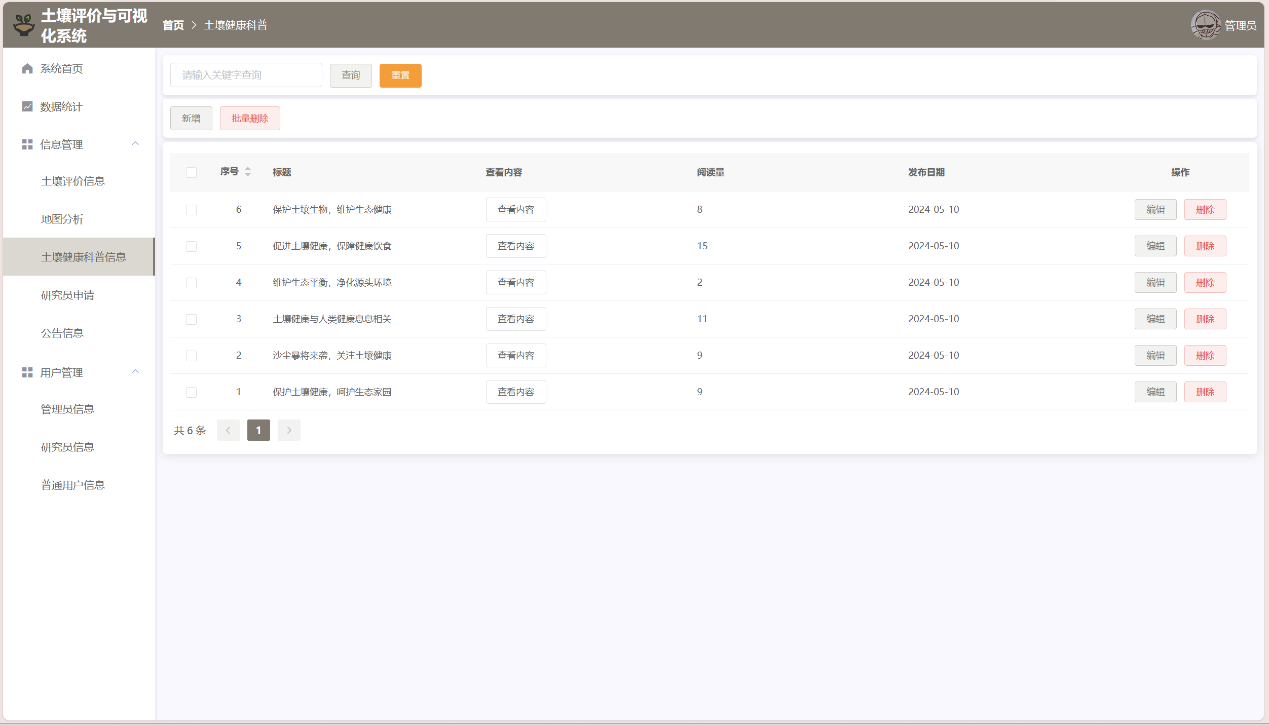 土壤评价与可视
化系统
首页 > 土壤健康科普
管理员
系统首页
数据统计
信息管理
土壤评价信息
地图分析
土壤健康科普信息
研究员申请
公告信息
用户管理
管理员信息
研究员信息
普通用户信息
请输入关键字查询 查询 重置
新增 批量删除
序号 标题 查看内容 阅读量 发布日期 操作
6 保护土壤生物，维护生态健康 查看内容 8 2024-05-10 编辑 删除
5 促进土壤健康，保障健康饮食 查看内容 15 2024-05-10 编辑 删除
4 维护生态平衡，净化源头环境 查看内容 2 2024-05-10 编辑 删除
3 土壤健康与人类健康息息相关 查看内容 11 2024-05-10 编辑 删除
2 沙尘暴将来袭，关注土壤健康 查看内容 9 2024-05-10 编辑 删除
1 保护土壤健康，呵护生态家园 查看内容 9 2024-05-10 编辑 删除
共 6 条 < 1 >